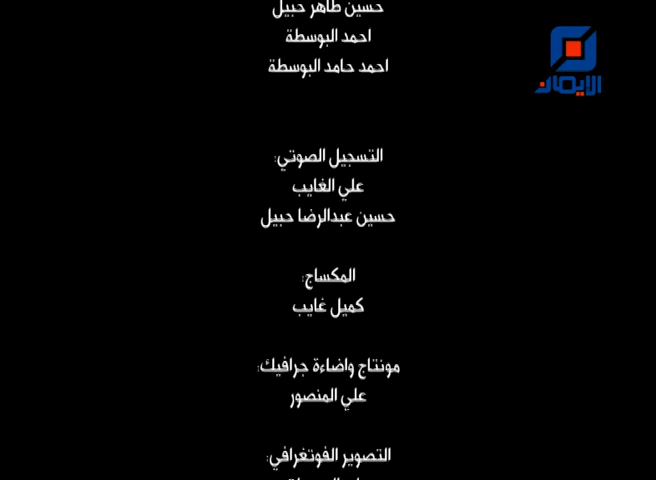 حسين طاهر حبيل
احمد البوسطة
احمد حامد البوسطة
الايمان
التسجيل الصوتي:
علي الغايب
حسين عبدالرضا حبيل
المكساج:
كميل غايب
مونتاج واضاءة جرافيك:
علي المنصور
التصوير الفوتغرافي: